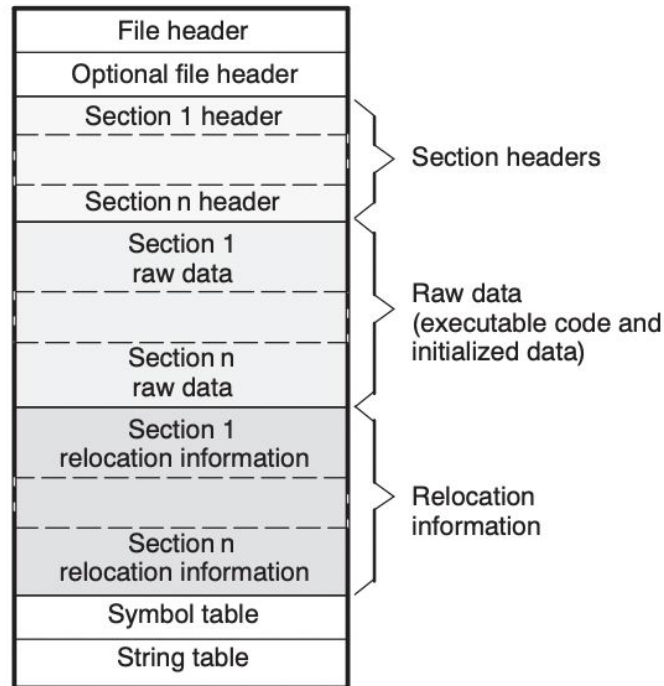 File header
Optional file header
Section 1 header
Section n header
Section headers
Section 1
raw data
Section n
raw data
Raw data
(executable code and
initialized data)
Section 1
relocation information
Section n
relocation information
Relocation
information
Symbol table
String table